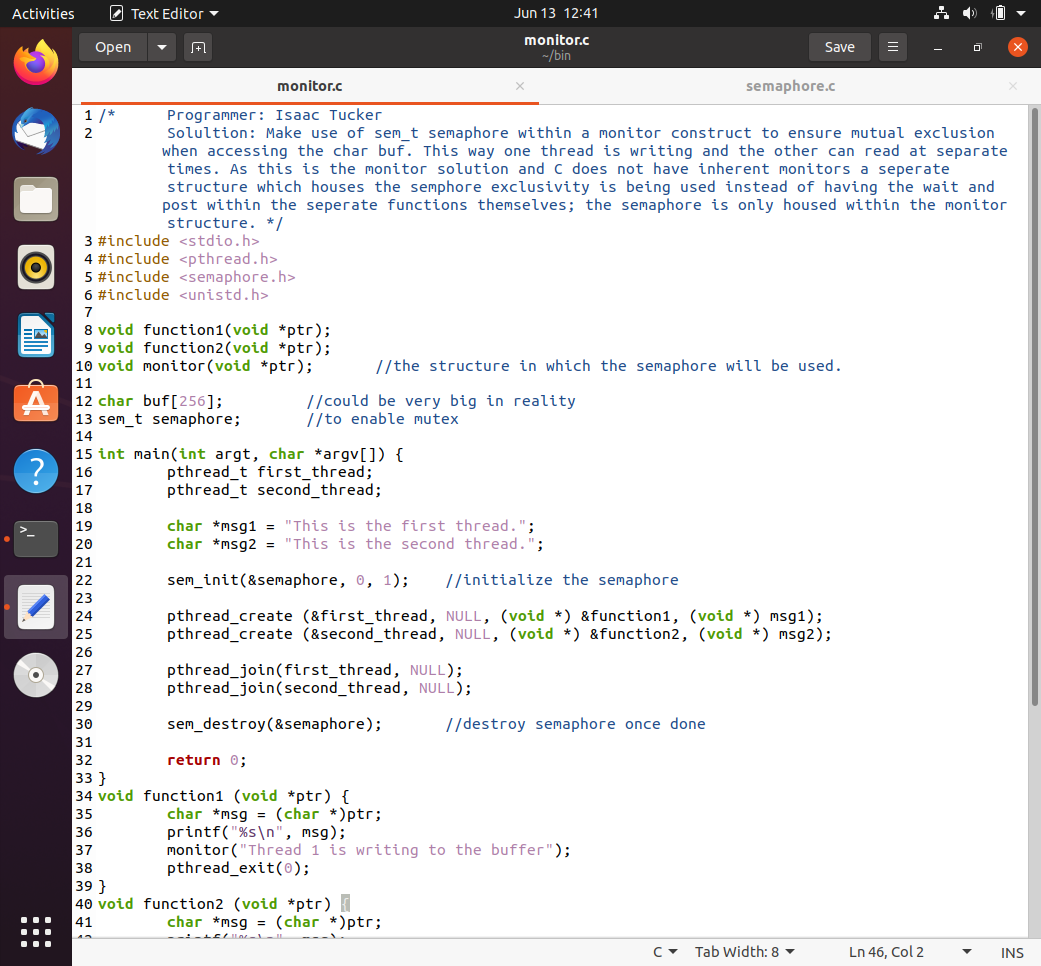 Activities Text Editor Jun 13 12:41
Open monitor.c Save
~/bin
monitor.c semaphore.c
1 /* Programmer: Isaac Tucker
2 Solultion: Make use of sem_t semaphore within a monitor construct to ensure mutual exclusion
when accessing the char buf. This way one thread is writing and the other can read at separate
times. As this is the monitor solution and C does not have inherent monitors a seperate
structure which houses the semphore exclusivity is being used instead of having the wait and
post within the seperate functions themselves; the semaphore is only housed within the monitor
structure. */
3 #include <stdio.h>
4 #include <pthread.h>
5 #include <semaphore.h>
6 #include <unistd.h>
7
8 void function1(void *ptr);
9 void function2(void *ptr);
10 void monitor(void *ptr); //the structure in which the semaphore will be used.
11
12 char buf[256]; //could be very big in reality
13 sem_t semaphore; //to enable mutex
14
15 int main(int argt, char *argv[]) {
16 pthread_t first_thread;
17 pthread_t second_thread;
18
19 char *msg1 = "This is the first thread.";
20 char *msg2 = "This is the second thread.";
21
22 sem_init(&semaphore, 0, 1); //initialize the semaphore
23
24 pthread_create (&first_thread, NULL, (void *) &function1, (void *) msg1);
25 pthread_create (&second_thread, NULL, (void *) &function2, (void *) msg2);
26
27 pthread_join(first_thread, NULL);
28 pthread_join(second_thread, NULL);
29
30 sem_destroy(&semaphore); //destroy semaphore once done
31
32 return 0;
33 }
34 void function1 (void *ptr) {
35 char *msg = (char *)ptr;
36 printf("%s\n", msg);
37 monitor("Thread 1 is writing to the buffer");
38 pthread_exit(0);
39 }
40 void function2 (void *ptr) {
41 char *msg = (char *)ptr;
C Tab Width: 8 Ln 46, Col 2 INS